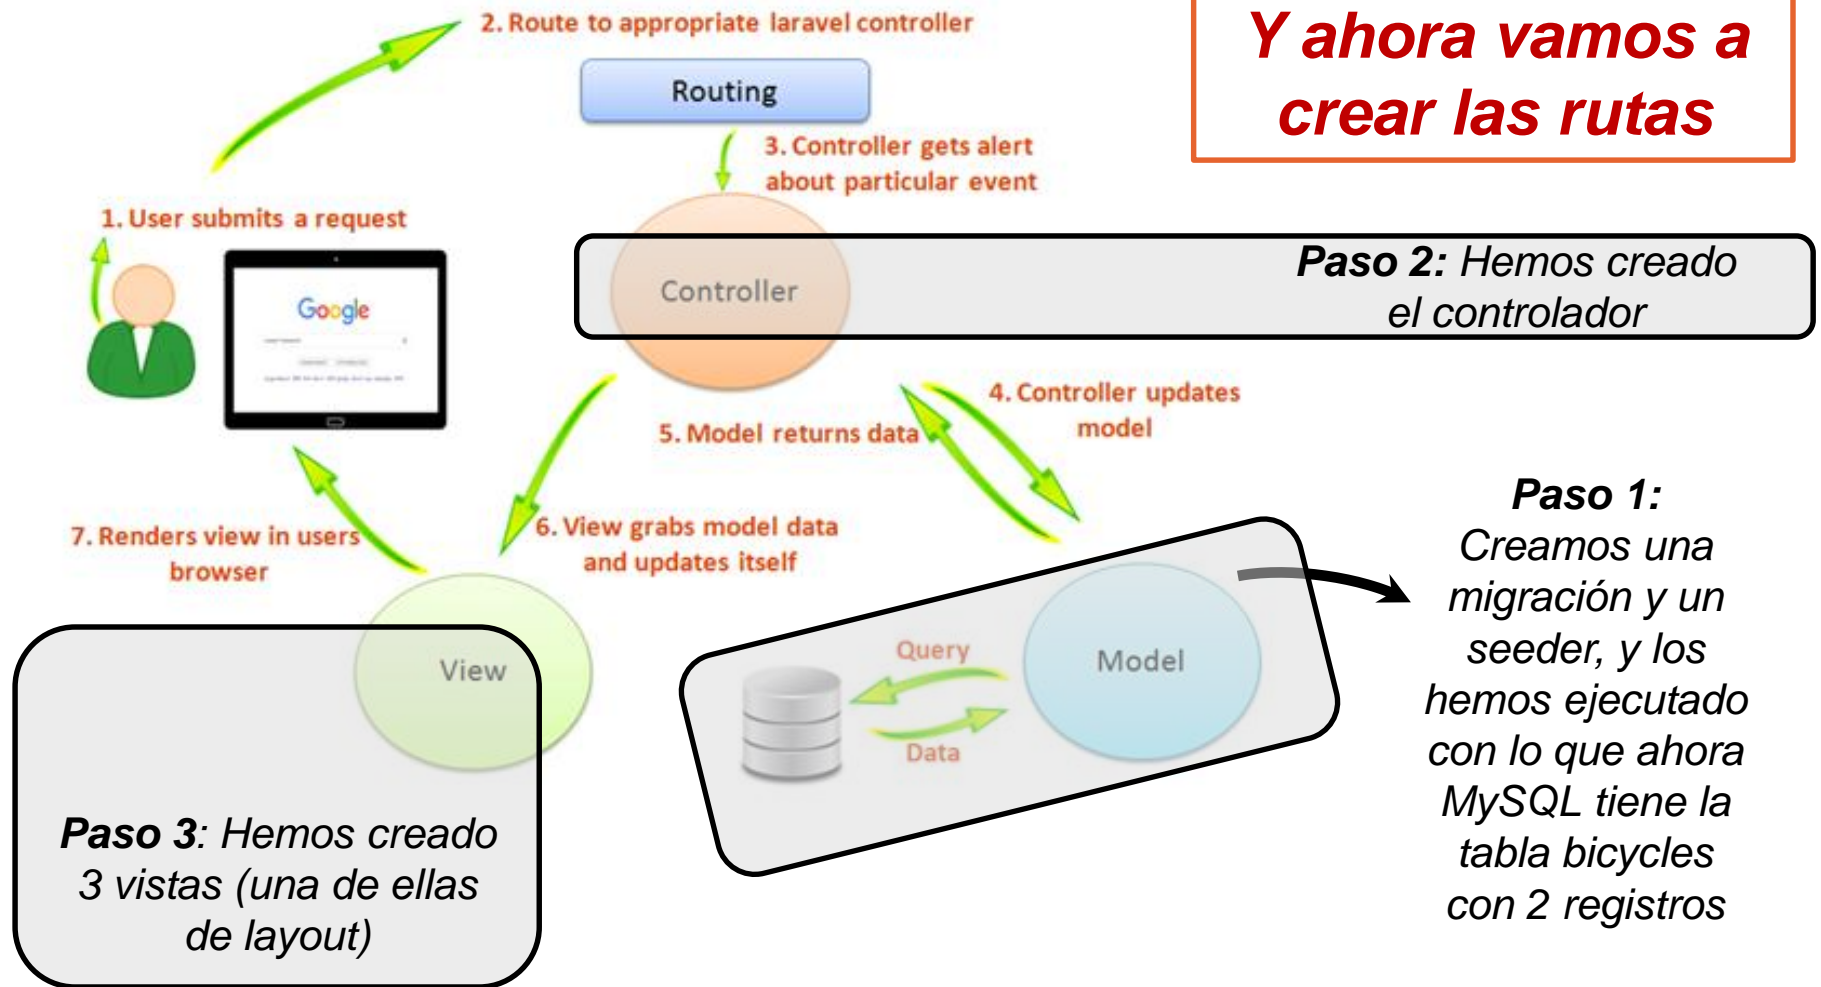 2. Route to appropriate laravel controller
Y ahora vamos a
crear las rutas
Routing
3. Controller gets alert
about particular event
1. User submits a request
Google
Controller
Paso 2: Hemos creado
el controlador
4. Controller updates
model
5. Model returns data
6. View grabs model data
and updates itself
7. Renders view in users
browser
View
Query
Data
Model
Paso 1:
Creamos una
migración y un
seeder, y los
hemos ejecutado
con lo que ahora
MySQL tiene la
tabla bicycles
con 2 registros
Paso 3: Hemos creado
3 vistas (una de ellas
de layout)